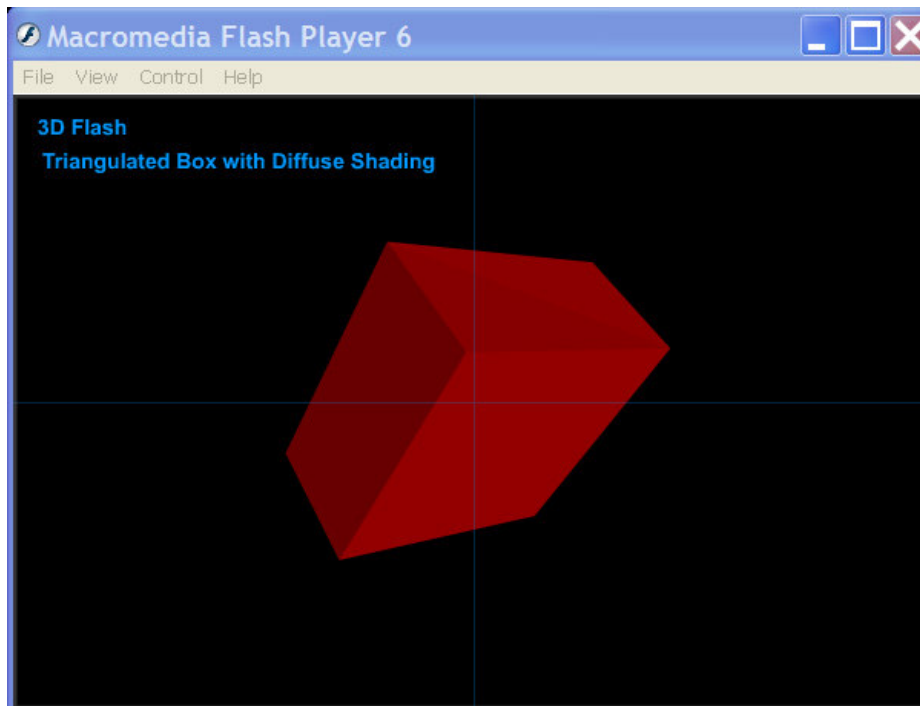 Macromedia Flash Player 6
File View Control Help
3D Flash
Triangulated Box with Diffuse Shading